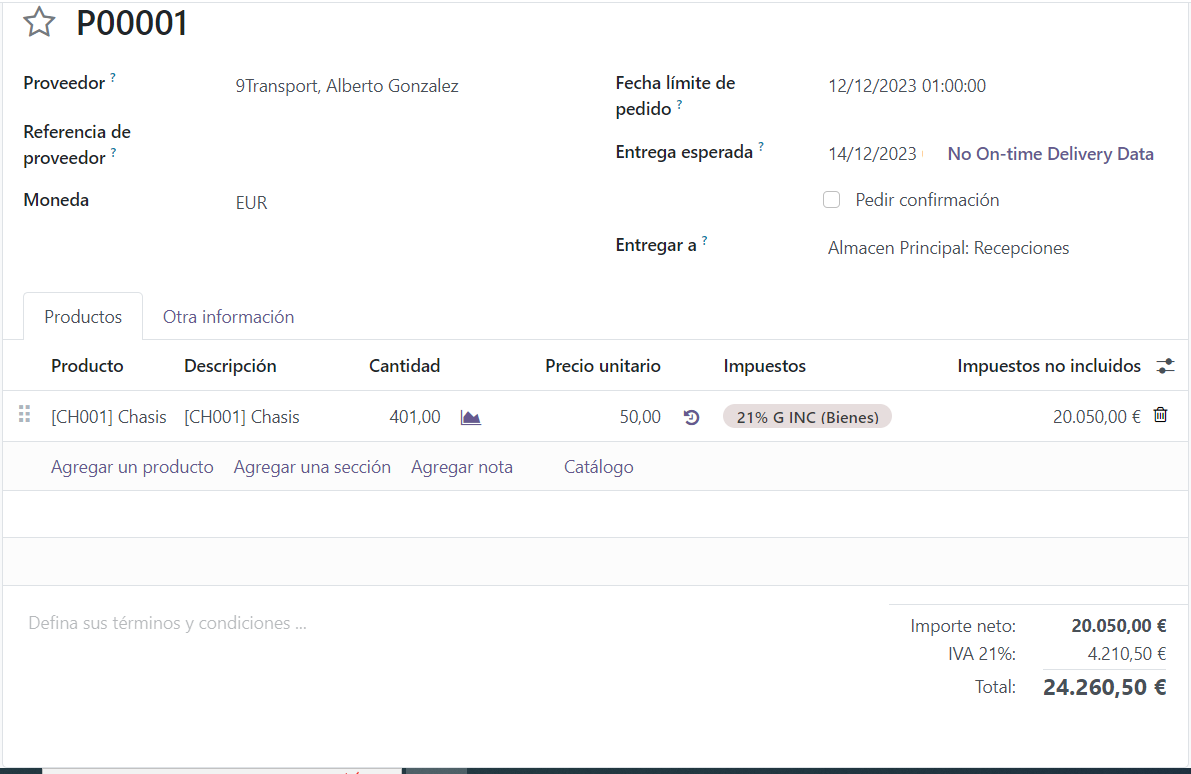 P00001
Proveedor ?
9Transport, Alberto Gonzalez
Referencia de
proveedor ?
Moneda
EUR
Fecha límite de
pedido ?
12/12/2023 01:00:00
Entrega esperada ?
14/12/2023
No On-time Delivery Data
Pedir confirmación
Entregar a ?
Almacen Principal: Recepciones
Productos Otra información
Producto Descripción Cantidad Precio unitario Impuestos Impuestos no incluidos
[CH001] Chasis [CH001] Chasis 401,00 50,00 21% G INC (Bienes) 20.050,00 €
Agregar un producto Agregar una sección Agregar nota Catálogo
Defina sus términos y condiciones ...
Importe neto: 20.050,00 €
IVA 21%: 4.210,50 €
Total: 24.260,50 €